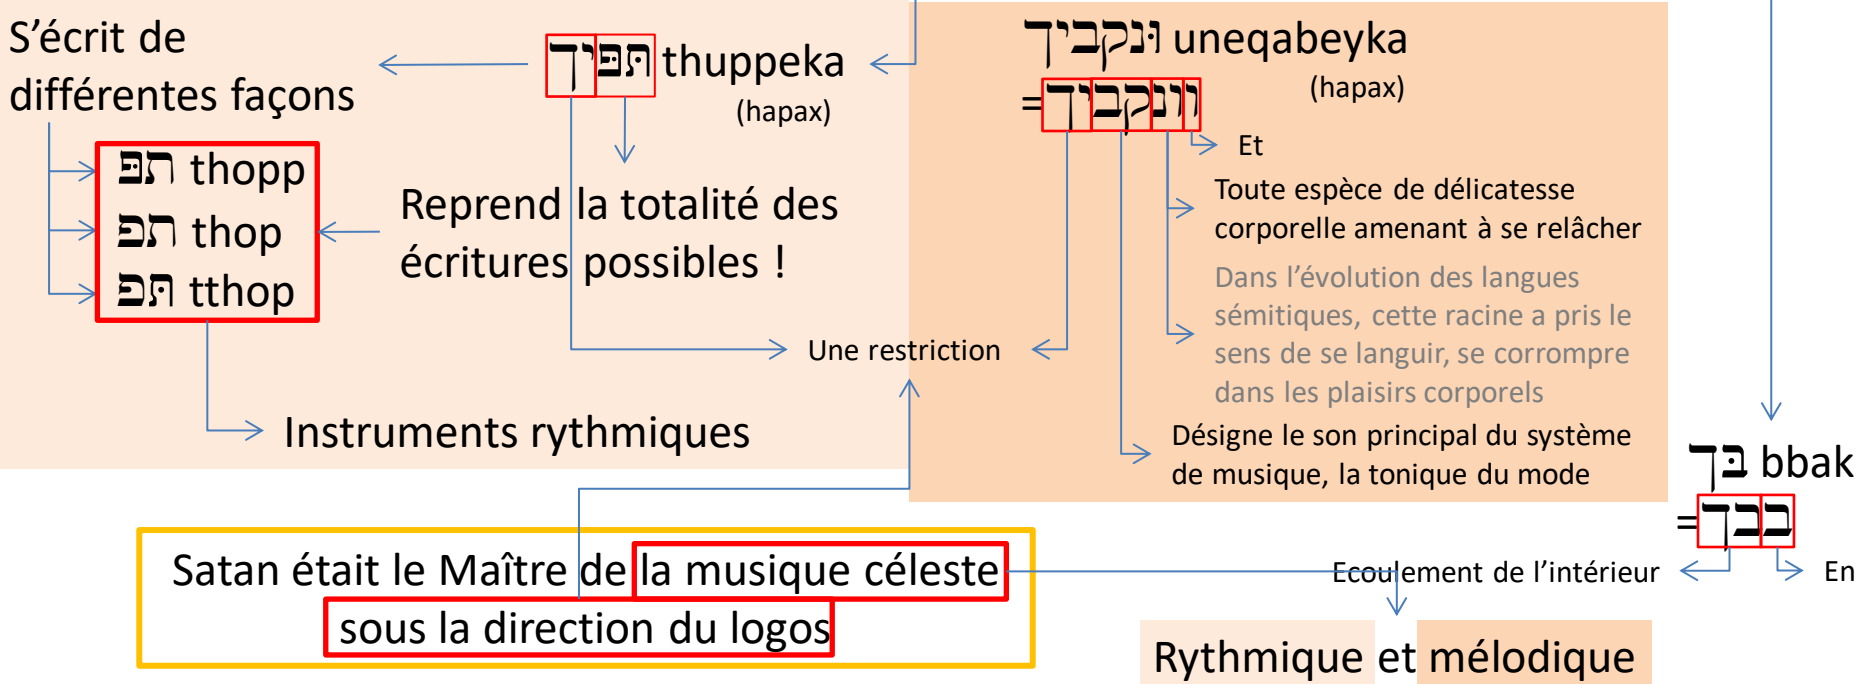 S’écrit de
différentes façons
תּפּיך thuppeka
(hapax)
תפּ thopp
תפ thop
תּפ tthop
Reprend la totalité des
écritures possibles !
Instruments rythmiques
וּנקביך uneqabeyka
(hapax)
=וונקביך
Et
Toute espèce de délicatesse
corporelle amenant à se relâcher
Dans l’évolution des langues
sémitiques, cette racine a pris le
sens de se languir, se corrompre
dans les plaisirs corporels
Une restriction
Désigne le son principal du système
de musique, la tonique du mode
בּך bbak
=בבך
Ecoulement de l’intérieur
En
Satan était le Maître de la musique céleste
sous la direction du logos
Rythmique et mélodique